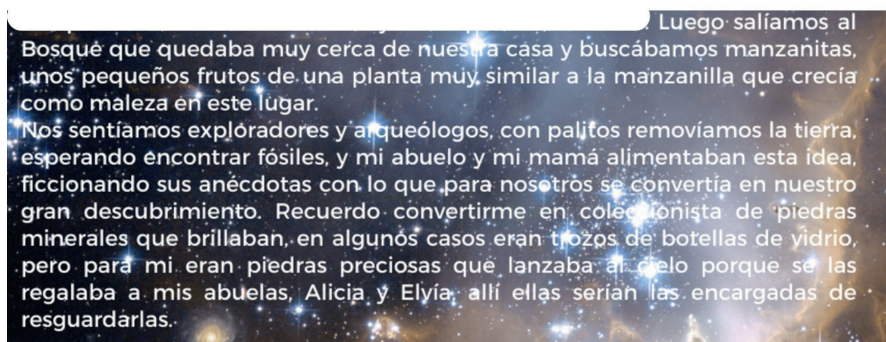 Luego salíamos al
Bosque que quedaba muy cerca de nuestra casa y buscábamos manzanitas,
unos pequeños frutos de una planta muy similar a la manzanilla que crecía
como maleza en este lugar.
Nos sentíamos exploradores y arqueólogos, con palitos removíamos la tierra,
esperando encontrar fósiles, y mi abuelo y mi mamá alimentaban esta idea,
ficcionando sus anécdotas con lo que para nosotros se convertía en nuestro
gran descubrimiento. Recuerdo convertirme en coleccionista de piedras
minerales que brillaban, en algunos casos eran trozos de botellas de vidrio,
pero para mi eran piedras preciosas que lanzaba al cielo porque se las
regalaba a mis abuelas, Alicia y Elvía, allí ellas serían las encargadas de
resguardarlas.